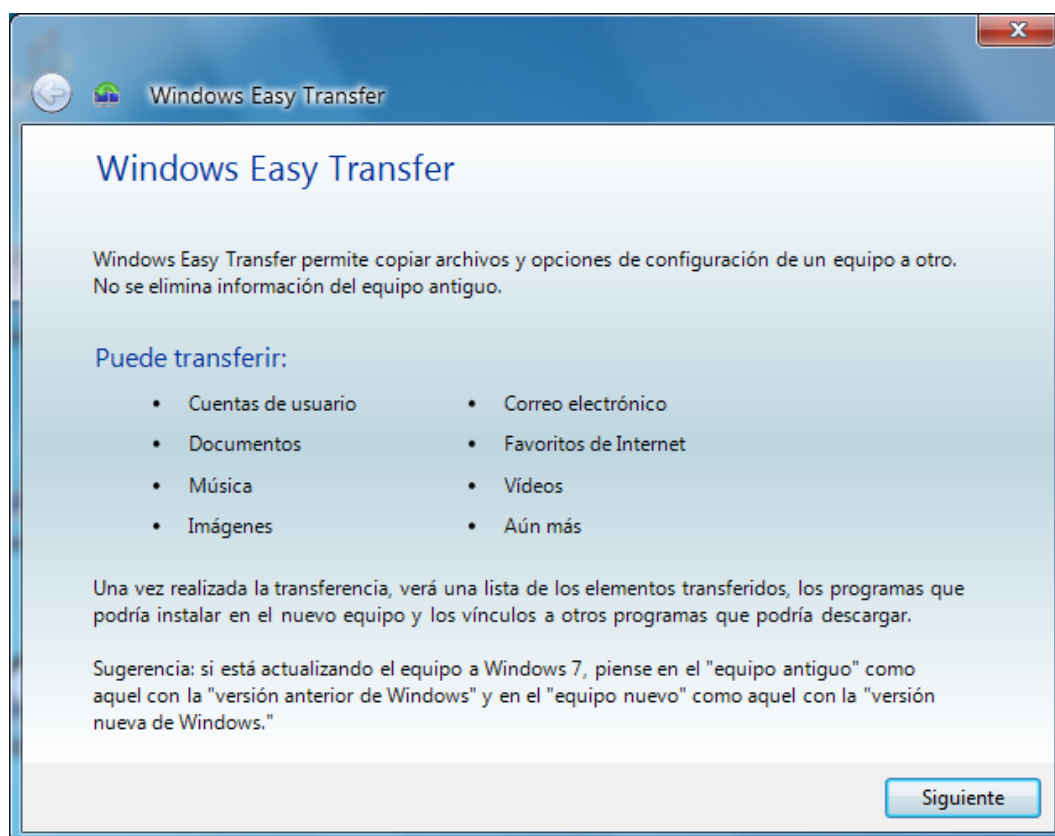 Windows Easy Transfer
Windows Easy Transfer
Windows Easy Transfer permite copiar archivos y opciones de configuración de un equipo a otro.
No se elimina información del equipo antiguo.
Puede transferir:
• Cuentas de usuario
• Correo electrónico
• Documentos
• Favoritos de Internet
• Música
• Vídeos
• Imágenes
• Aún más
Una vez realizada la transferencia, verá una lista de los elementos transferidos, los programas que
podría instalar en el nuevo equipo y los vínculos a otros programas que podría descargar.
Sugerencia: si está actualizando el equipo a Windows 7, piense en el "equipo antiguo" como
aquel con la "versión anterior de Windows" y en el "equipo nuevo" como aquel con la "versión
nueva de Windows."
Siguiente